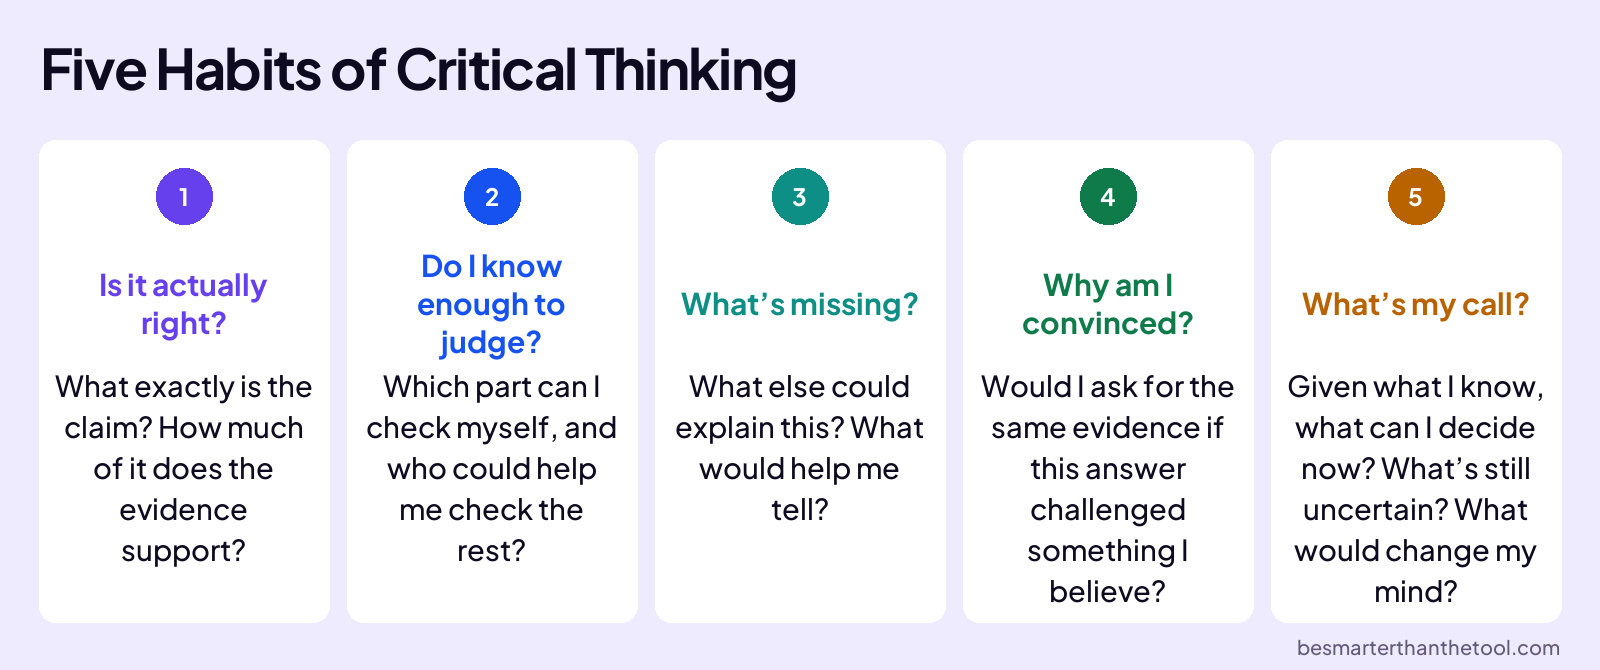 Five Habits of Critical Thinking
1
Is it actually
right?
What exactly is the
claim? How much
of it does the
evidence
support?
2
Do I know
enough to
judge?
Which part can I
check myself, and
who could help
me check the
rest?
3
What’s missing?
What else could
explain this? What
would help me
tell?
4
Why am I
convinced?
Would I ask for the
same evidence if
this answer
challenged
something I
believe?
5
What’s my call?
Given what I know,
what can I decide
now? What’s still
uncertain? What
would change my
mind?
besmarterthanthetool.com